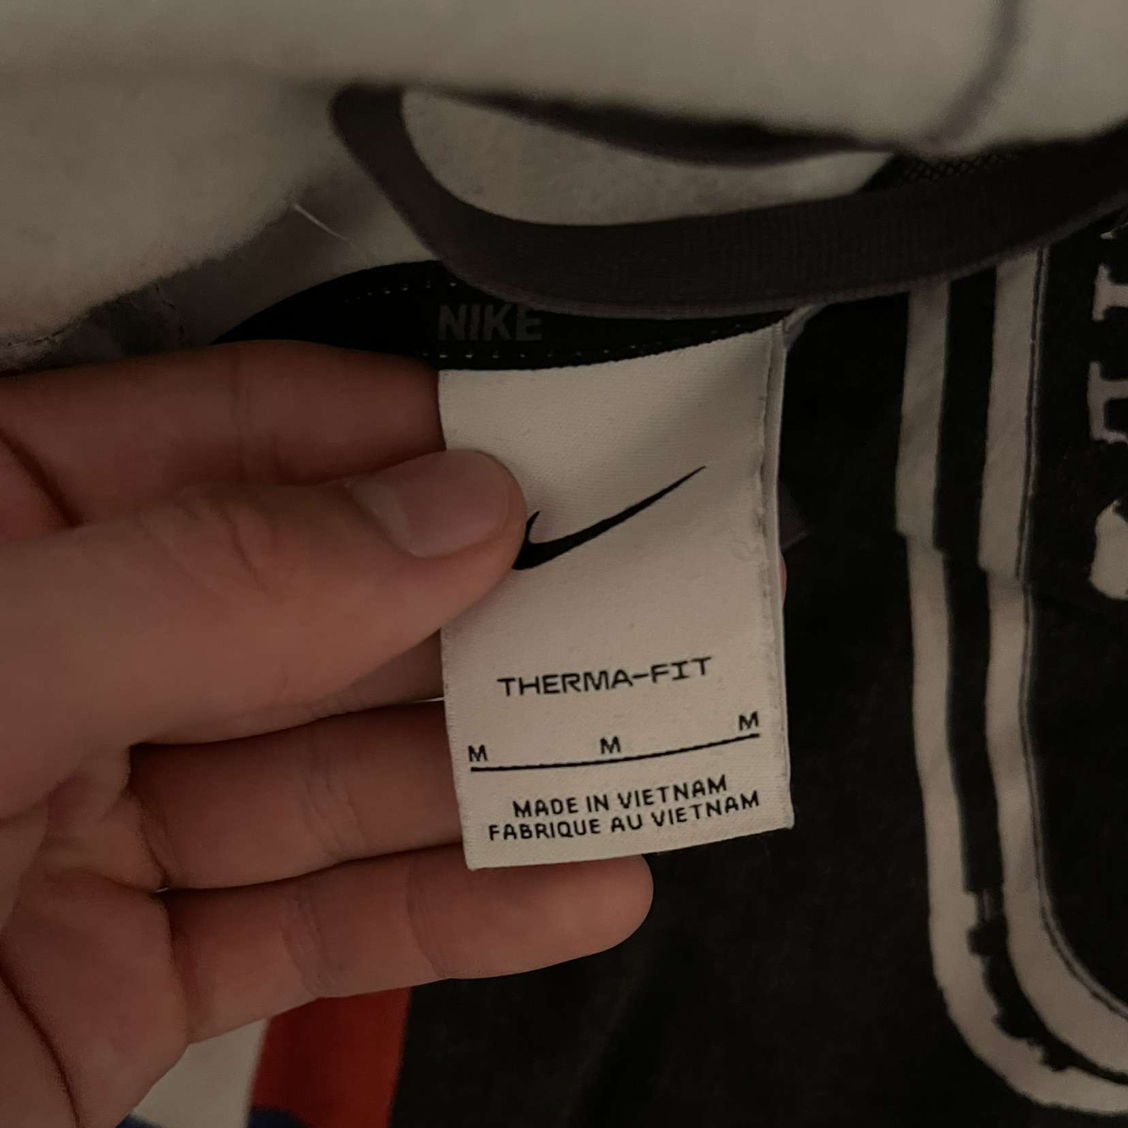 NIKE
THERMA-FIT
M M M
MADE IN VIETNAM
FABRIQUE AU VIETNAM